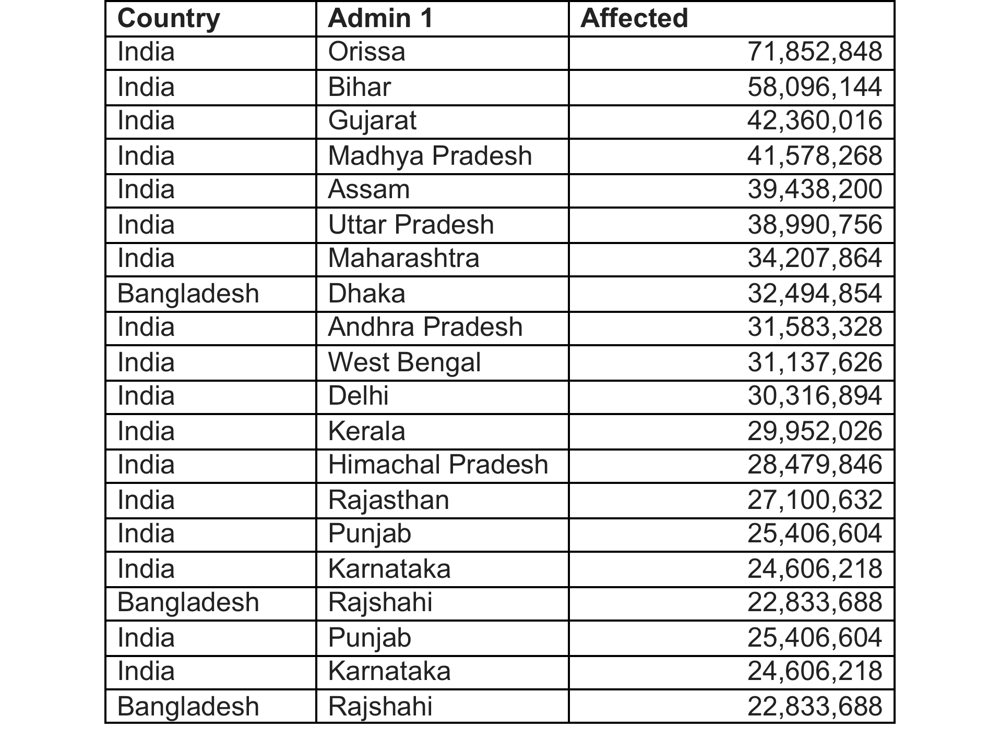 Country Admin 1 Affected
India Orissa 71,852,848
India Bihar 58,096,144
India Gujarat 42,360,016
India Madhya Pradesh 41,578,268
India Assam 39,438,200
India Uttar Pradesh 38,990,756
India Maharashtra 34,207,864
Bangladesh Dhaka 32,494,854
India Andhra Pradesh 31,583,328
India West Bengal 31,137,626
India Delhi 30,316,894
India Kerala 29,952,026
India Himachal Pradesh 28,479,846
India Rajasthan 27,100,632
India Punjab 25,406,604
India Karnataka 24,606,218
Bangladesh Rajshahi 22,833,688
India Punjab 25,406,604
India Karnataka 24,606,218
Bangladesh Rajshahi 22,833,688